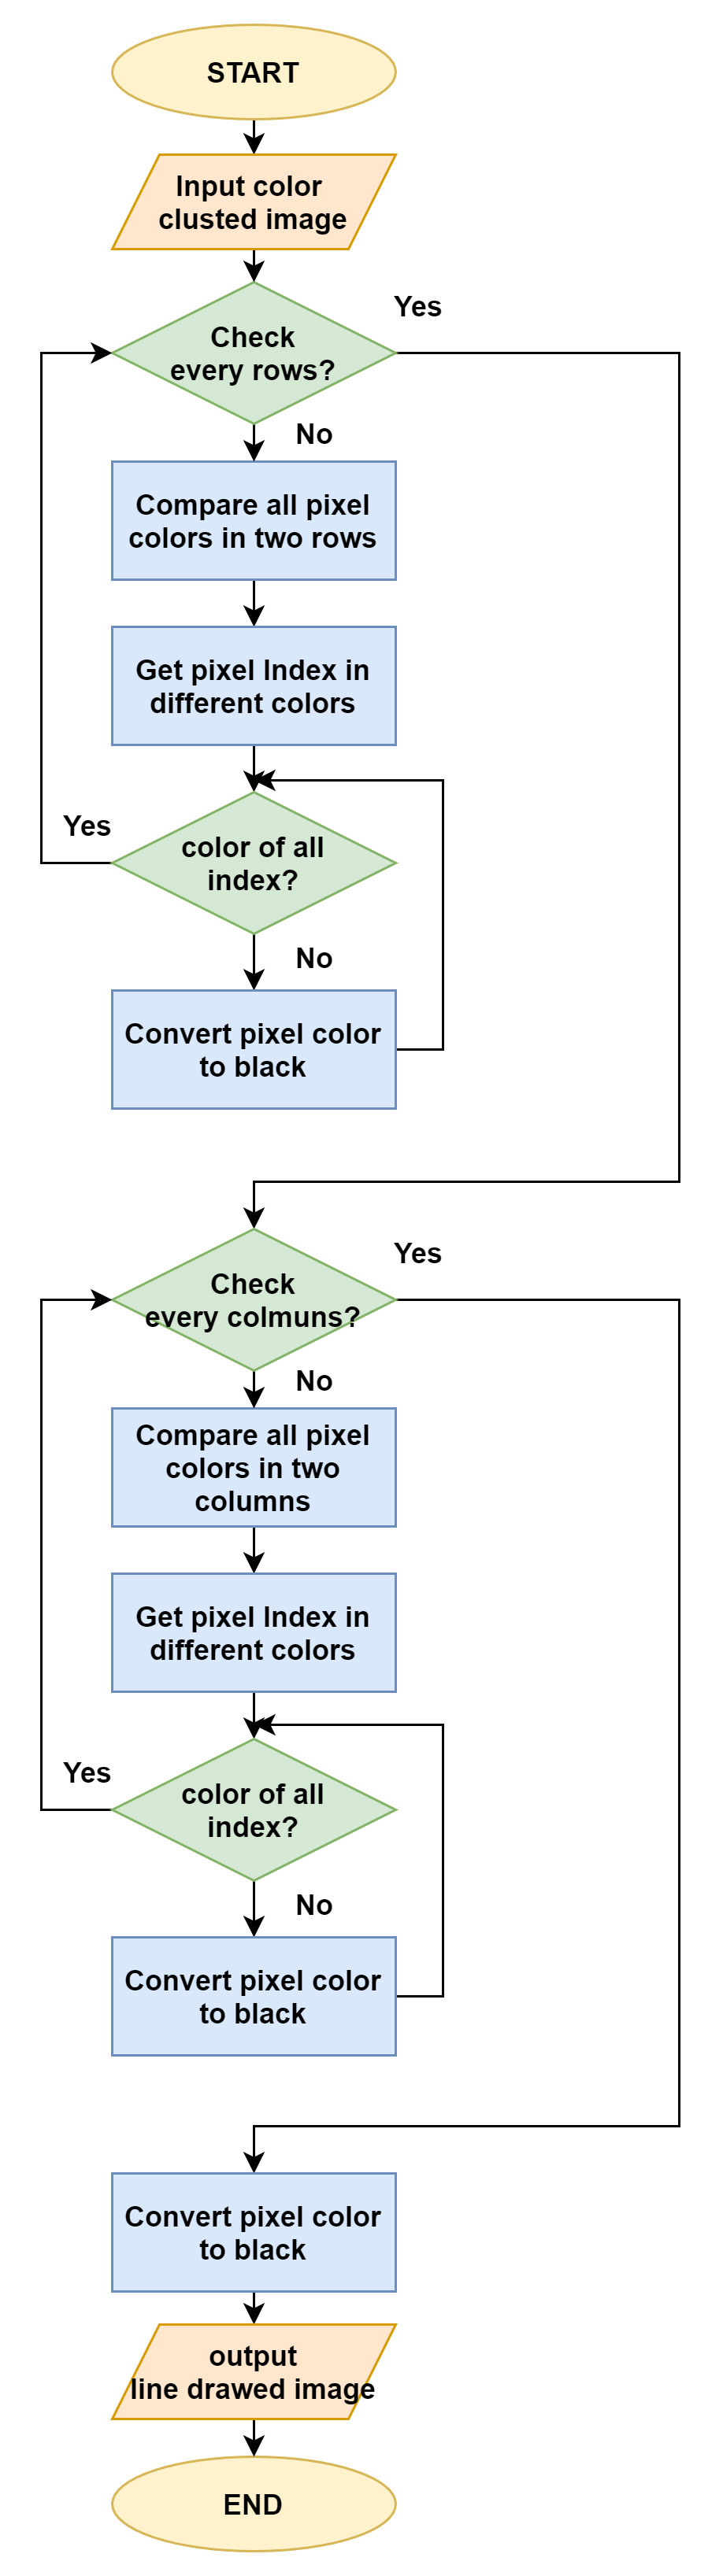 START
Input color
clusted image
Check
every rows?
Yes
No
Compare all pixel
colors in two rows
Get pixel Index in
different colors
Yes
color of all
index?
No
Convert pixel color
to black
Check
every colmuns?
Yes
No
Compare all pixel
colors in two
columns
Get pixel Index in
different colors
Yes
color of all
index?
No
Convert pixel color
to black
Convert pixel color
to black
output
line drawed image
END